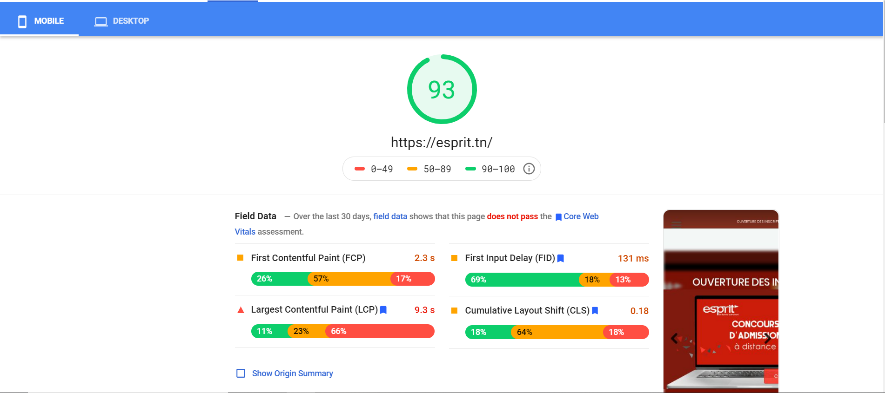 MOBILE DESKTOP
93
https://esprit.tn/
0–49 50–89 90–100
Field Data — Over the last 30 days, field data shows that this page does not pass the Core Web
Vitals assessment.
First Contentful Paint (FCP) 2.3 s
26% 57% 17%
First Input Delay (FID) 131 ms
69% 18% 13%
Largest Contentful Paint (LCP) 9.3 s
11% 23% 66%
Cumulative Layout Shift (CLS) 0.18
18% 64% 18%
Show Origin Summary
OUVERTURE DES IN
esprit
CONCOURS
D'ADMISSION
à distance